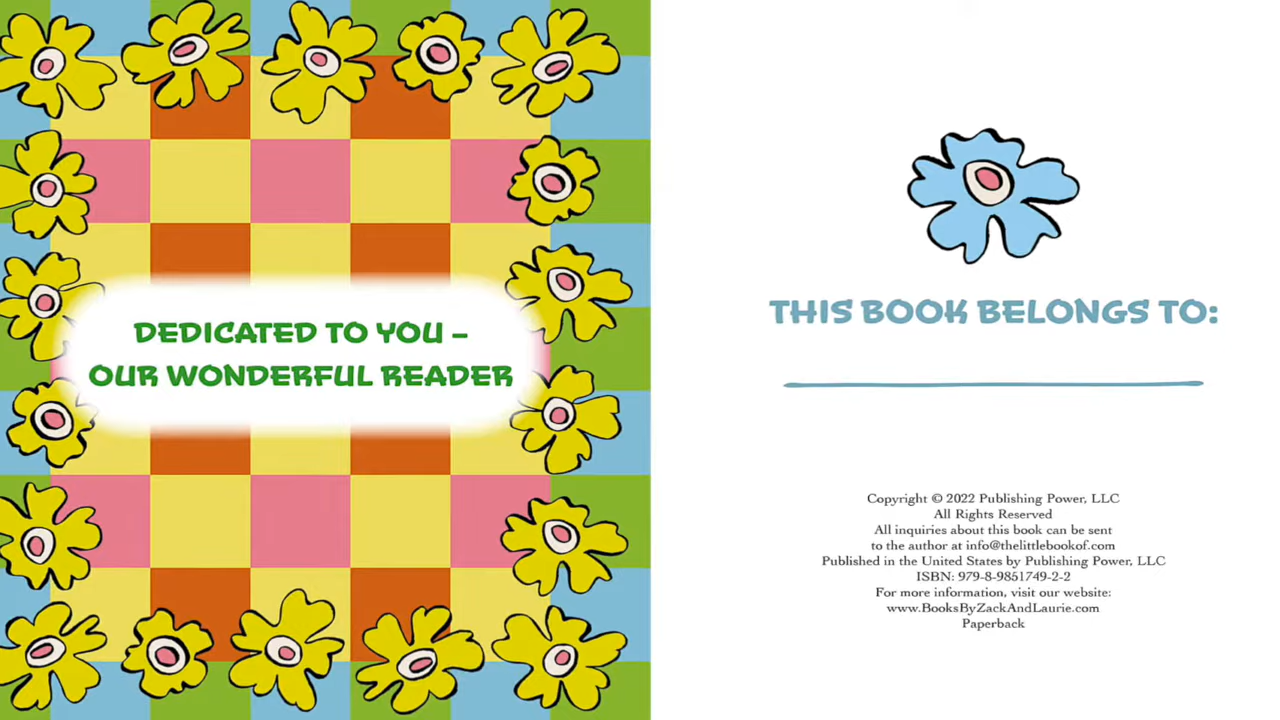 DEDICATED TO YOU –
OUR WONDERFUL READER
THIS BOOK BELONGS TO:
Copyright © 2022 Publishing Power, LLC
All Rights Reserved
All inquiries about this book can be sent
to the author at info@thelittlebookof.com
Published in the United States by Publishing Power, LLC
ISBN: 979-8-9851749-2-2
For more information, visit our website:
www.BooksByZackAndLaurie.com
Paperback